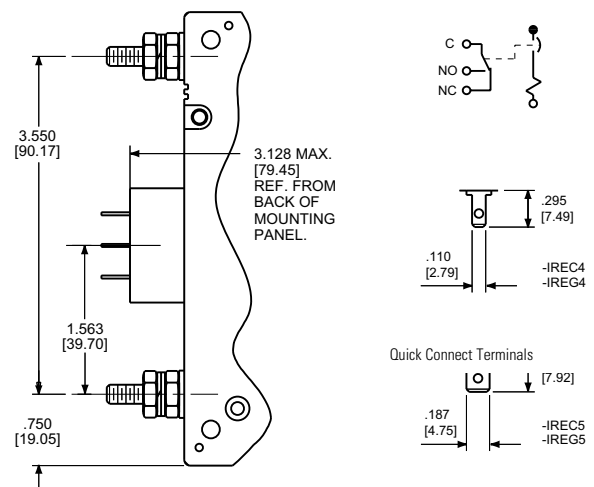 3.550
[90.17]
3.128 MAX.
[79.45]
REF. FROM
BACK OF
MOUNTING
PANEL.
1.563
[39.70]
.750
[19.05]
C
NO
NC
.295
[7.49]
.110
[2.79]
-IREC4
-IREG4
Quick Connect Terminals
[7.92]
.187
[4.75]
-IREC5
-IREG5